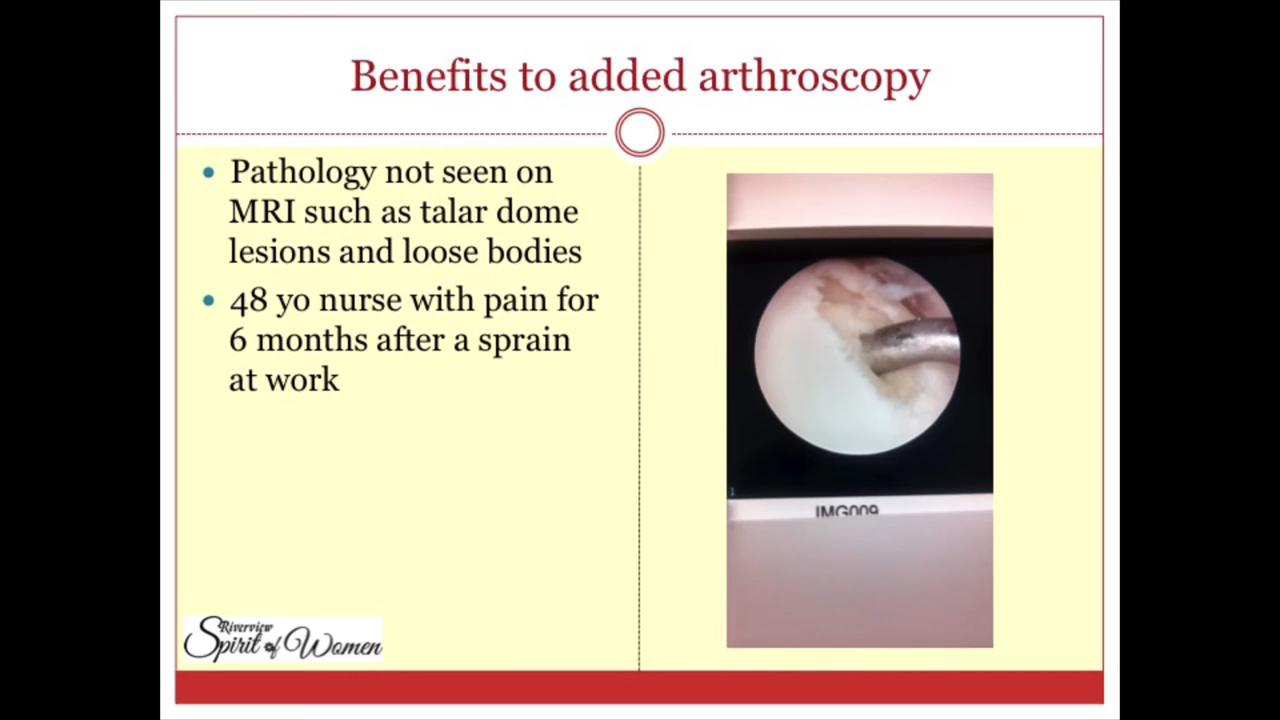 Benefits to added arthroscopy
Pathology not seen on
MRI such as talar dome
lesions and loose bodies
48 yo nurse with pain for
6 months after a sprain
at work
IMG009
Riverview
Spirit of Women